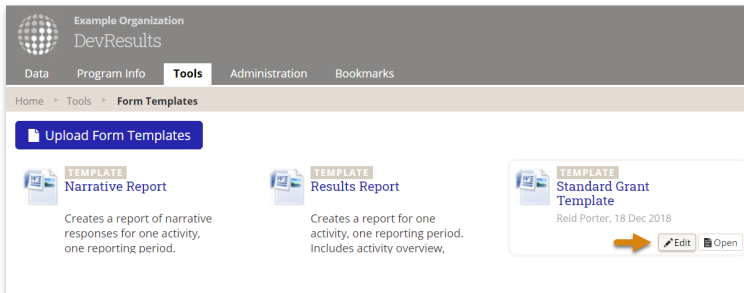 Example Organization
DevResults
Data Program Info Tools Administration Bookmarks
Home Tools Form Templates
Upload Form Templates
TEMPLATE
Narrative Report
Creates a report of narrative
responses for one activity,
one reporting period.
TEMPLATE
Results Report
Creates a report for one
activity, one reporting period.
Includes activity overview,
TEMPLATE
Standard Grant
Template
Reid Porter, 18 Dec 2018
Edit Open